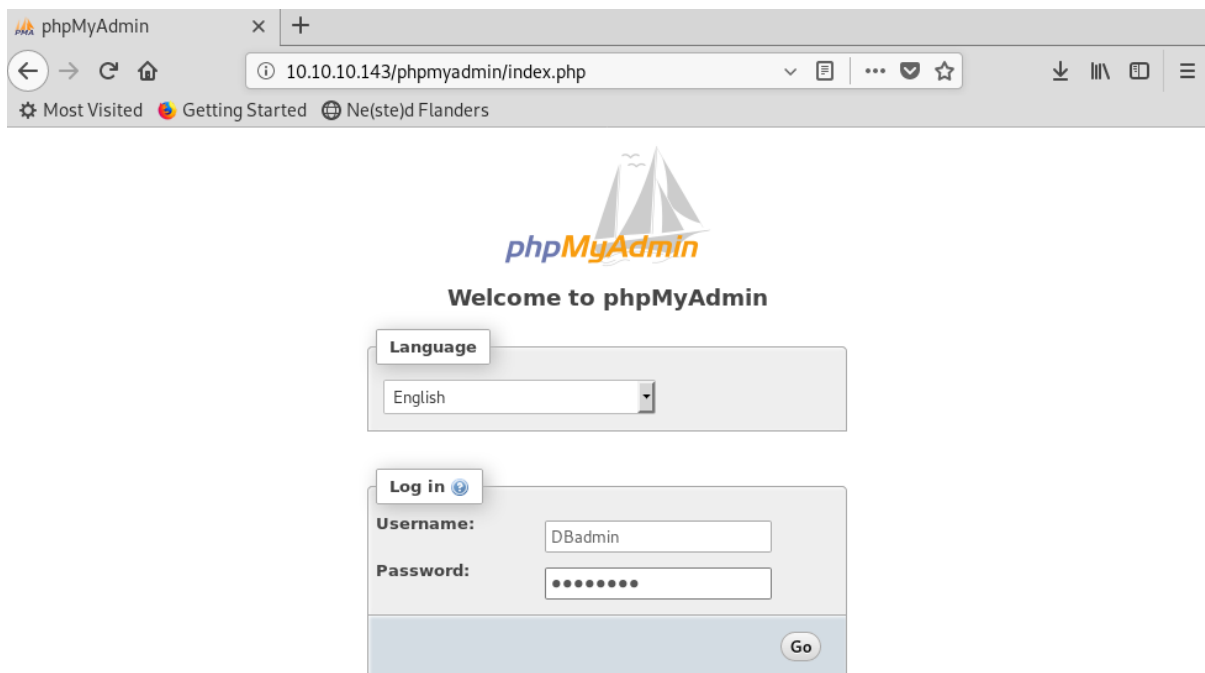 phpMyAdmin
10.10.10.143/phpmyadmin/index.php
Most Visited Getting Started Ne(ste)d Flanders
phpMyAdmin
Welcome to phpMyAdmin
Language
English
Log in
Username:
DBadmin
Password:
••••••••
Go